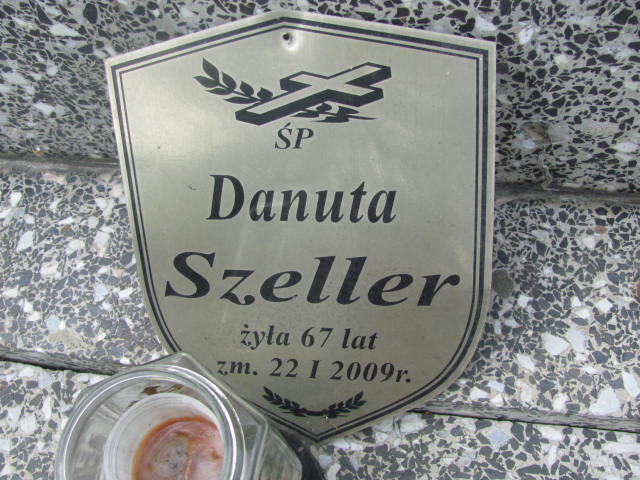 ŚP
Danuta
Szeller
żyła 67 lat
zm. 22 I 2009r.